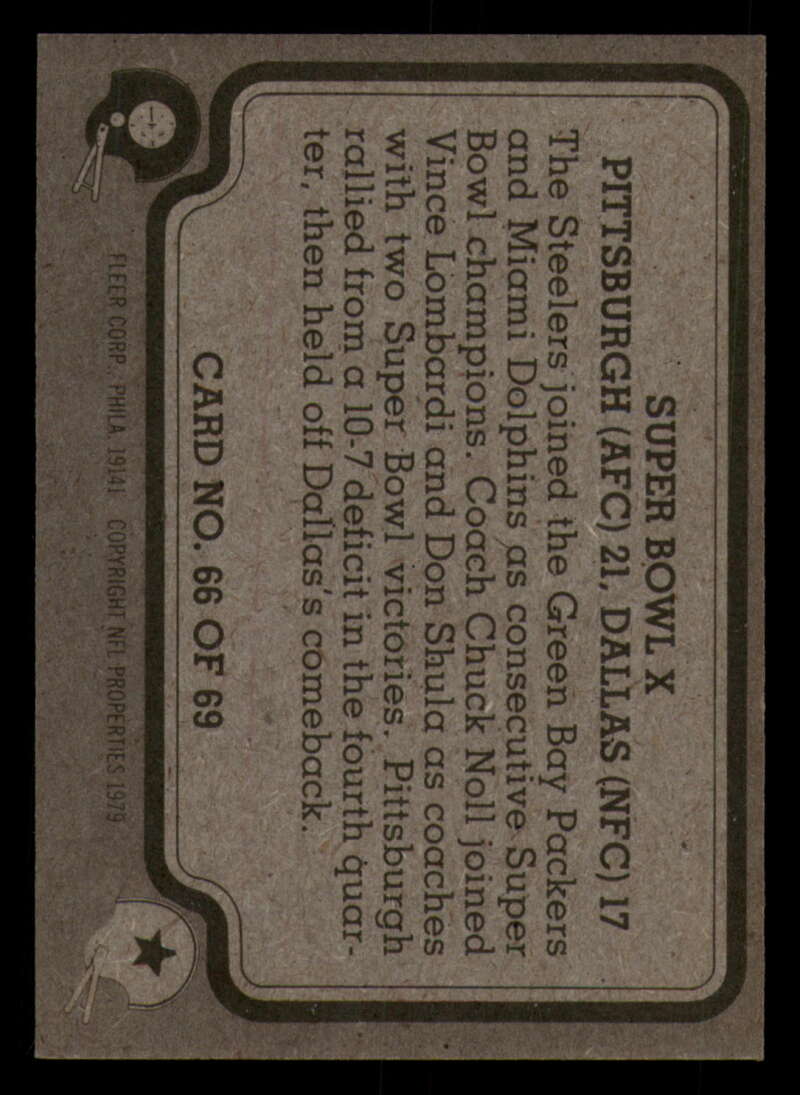 SUPER BOWL X
PITTSBURGH (AFC) 21, DALLAS (NFC) 17
The Steelers joined the Green Bay Packers
and Miami Dolphins as consecutive Super
Bowl champions. Coach Chuck Noll joined
Vince Lombardi and Don Shula as coaches
with two Super Bowl victories. Pittsburgh
rallied from a 10-7 deficit in the fourth quar-
ter, then held off Dallas's comeback.
CARD NO. 66 OF 69
FLEER CORP., PHILA. 19141 COPYRIGHT NFL PROPERTIES 1979